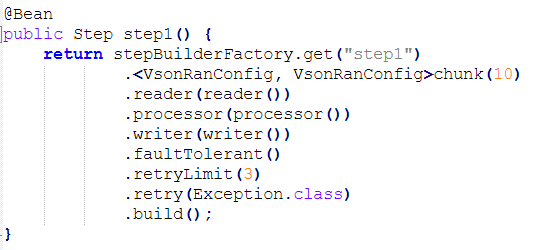 @Bean
public Step step1() {
    return stepBuilderFactory.get("step1")
            .<VsonRanConfig, VsonRanConfig>chunk(10)
            .reader(reader())
            .processor(processor())
            .writer(writer())
            .faultTolerant()
            .retryLimit(3)
            .retry(Exception.class)
            .build();
}